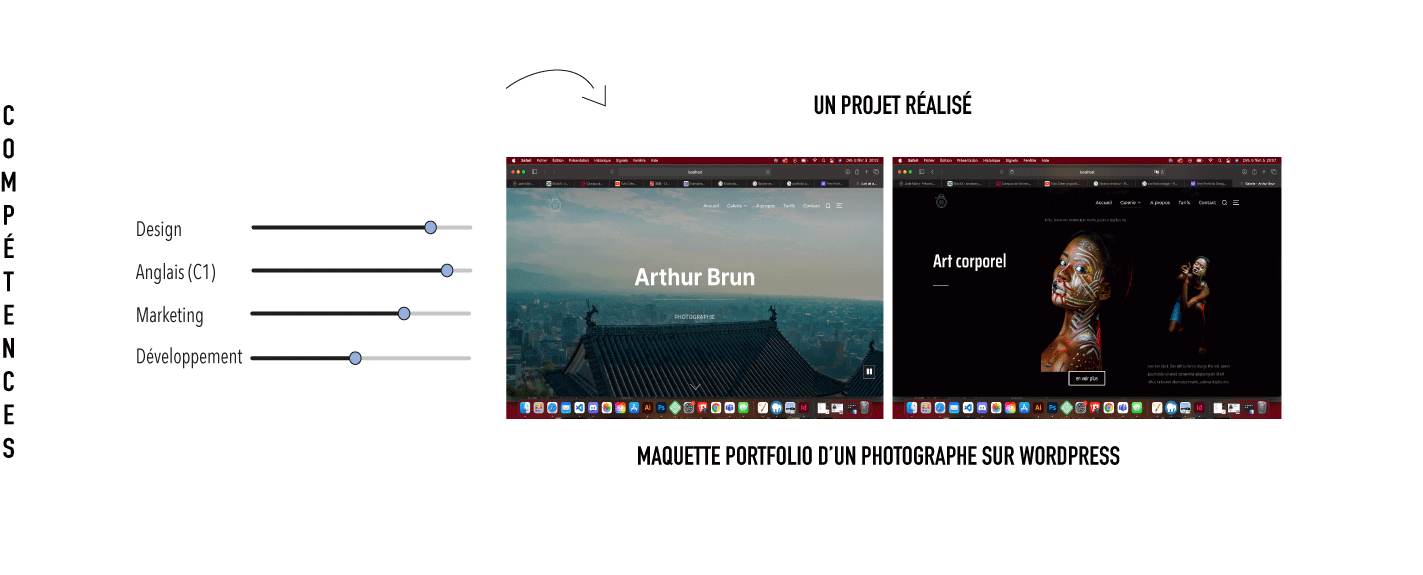 COMPÉTENCES
UN PROJET RÉALISÉ
Design
Anglais (C1)
Marketing
Développement
Safari Fichier Édition Présentation Historique Signets Fenêtre Aide
localhost
Accueil Galerie A propos Tarifs Contact
Arthur Brun
PHOTOGRAPHE
Safari Fichier Édition Présentation Historique Signets Fenêtre Aide
localhost
Accueil Galerie A propos Tarifs Contact
Art corporel
en voir plus
MAQUETTE PORTFOLIO D’UN PHOTOGRAPHE SUR WORDPRESS